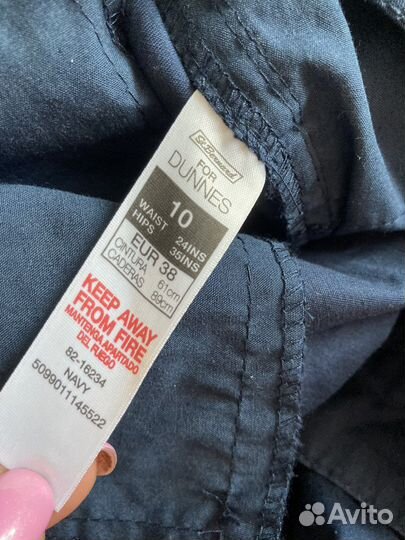 St. Bernard
FOR
DUNNES
10
WAIST 24INS
HIPS 35INS
EUR 38
CINTURA 61cm
CADERAS 89cm
KEEP AWAY
FROM FIRE
MANTENGA APARTADO
DEL FUEGO
82-16234
NAVY
5099011145522
Avito